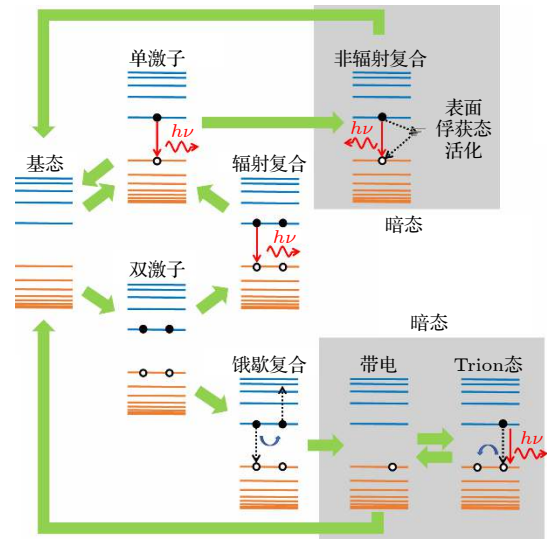 单激子
非辐射复合
hν
hν
表面
俘获态
活化
基态
辐射复合
暗态
hν
双激子
暗态
俄歇复合
带电
Trion态
hν